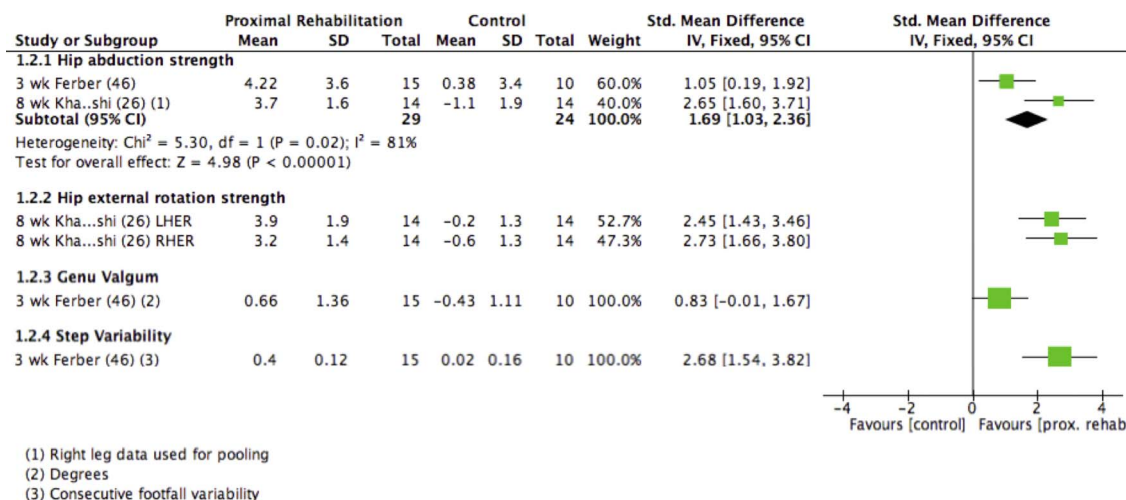 Proximal Rehabilitation Control Std. Mean Difference Std. Mean Difference
Study or Subgroup Mean SD Total Mean SD Total Weight IV, Fixed, 95% CI IV, Fixed, 95% CI
1.2.1 Hip abduction strength
3 wk Ferber (46) 4.22 3.6 15 0.38 3.4 10 60.0% 1.05 [0.19, 1.92]
8 wk Kha..shi (26) (1) 3.7 1.6 14 -1.1 1.9 14 40.0% 2.65 [1.60, 3.71]
Subtotal (95% CI) 29 24 100.0% 1.69 [1.03, 2.36]
Heterogeneity: Chi² = 5.30, df = 1 (P = 0.02); I² = 81%
Test for overall effect: Z = 4.98 (P < 0.00001)
1.2.2 Hip external rotation strength
8 wk Kha...shi (26) LHER 3.9 1.9 14 -0.2 1.3 14 52.7% 2.45 [1.43, 3.46]
8 wk Kha...shi (26) RHER 3.2 1.4 14 -0.6 1.3 14 47.3% 2.73 [1.66, 3.80]
1.2.3 Genu Valgum
3 wk Ferber (46) (2) 0.66 1.36 15 -0.43 1.11 10 100.0% 0.83 [-0.01, 1.67]
1.2.4 Step Variability
3 wk Ferber (46) (3) 0.4 0.12 15 0.02 0.16 10 100.0% 2.68 [1.54, 3.82]
-4 -2 0 2 4
Favours [control] Favours [prox. rehab
(1) Right leg data used for pooling
(2) Degrees
(3) Consecutive footfall variability